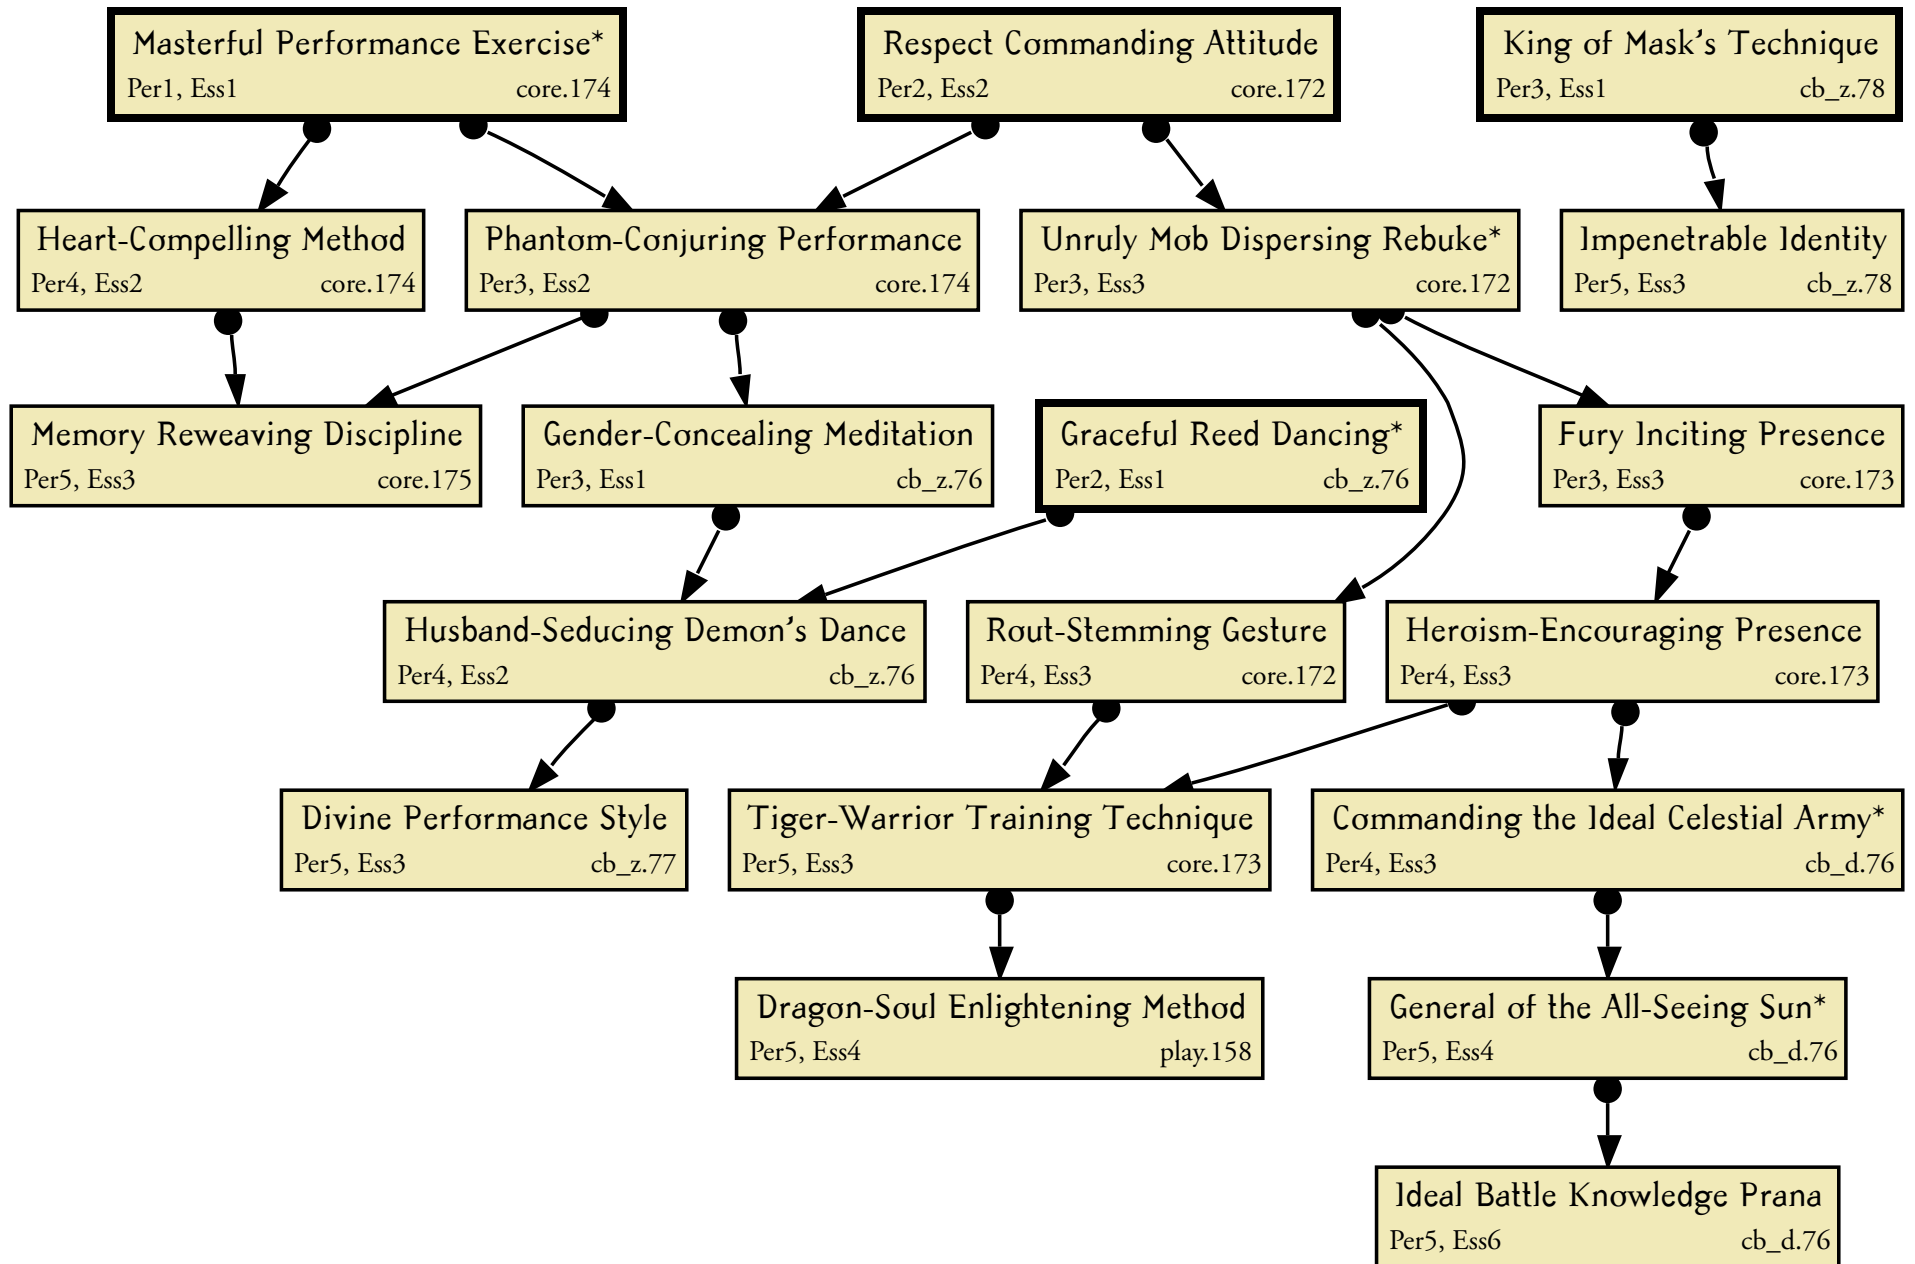 Masterful Performance Exercise*
Per1, Ess1 core.174
Respect Commanding Attitude
Per2, Ess2 core.172
King of Mask's Technique
Per3, Ess1 cb_z.78
Heart-Compelling Method
Per4, Ess2 core.174
Phantom-Conjuring Performance
Per3, Ess2 core.174
Unruly Mob Dispersing Rebuke*
Per3, Ess3 core.172
Impenetrable Identity
Per5, Ess3 cb_z.78
Memory Reweaving Discipline
Per5, Ess3 core.175
Gender-Concealing Meditation
Per3, Ess1 cb_z.76
Graceful Reed Dancing*
Per2, Ess1 cb_z.76
Fury Inciting Presence
Per3, Ess3 core.173
Husband-Seducing Demon's Dance
Per4, Ess2 cb_z.76
Rout-Stemming Gesture
Per4, Ess3 core.172
Heroism-Encouraging Presence
Per4, Ess3 core.173
Divine Performance Style
Per5, Ess3 cb_z.77
Tiger-Warrior Training Technique
Per5, Ess3 core.173
Commanding the Ideal Celestial Army*
Per4, Ess3 cb_d.76
Dragon-Soul Enlightening Method
Per5, Ess4 play.158
General of the All-Seeing Sun*
Per5, Ess4 cb_d.76
Ideal Battle Knowledge Prana
Per5, Ess6 cb_d.76